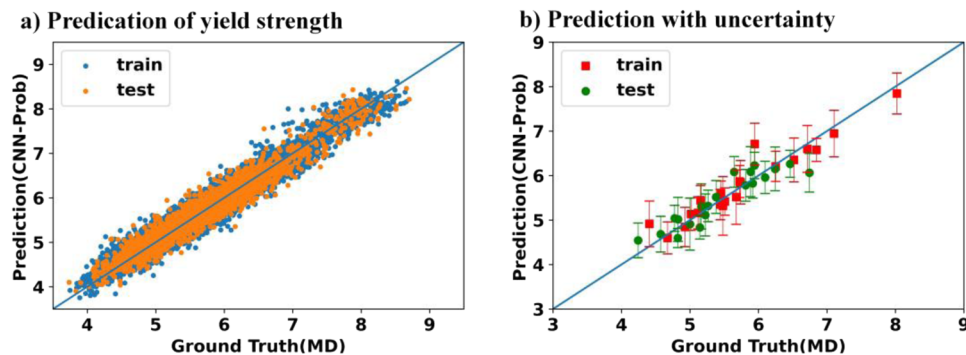 a) Predication of yield strength
9
8
7
6
5
4
Prediction(CNN-Prob)
train
test
4 5 6 7 8 9
Ground Truth(MD)
b) Prediction with uncertainty
9
8
7
6
5
4
3
Prediction(CNN-Prob)
train
test
3 4 5 6 7 8 9
Ground Truth(MD)